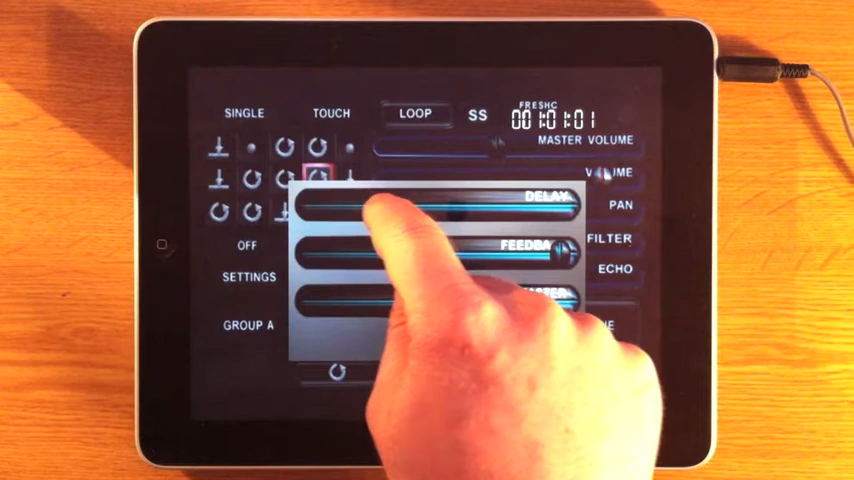 SINGLE TOUCH LOOP SS FRESHC
00:01:01
MASTER VOLUME
PAN
DELAY
FILTER
OFF
ECHO
SETTINGS
GROUP A